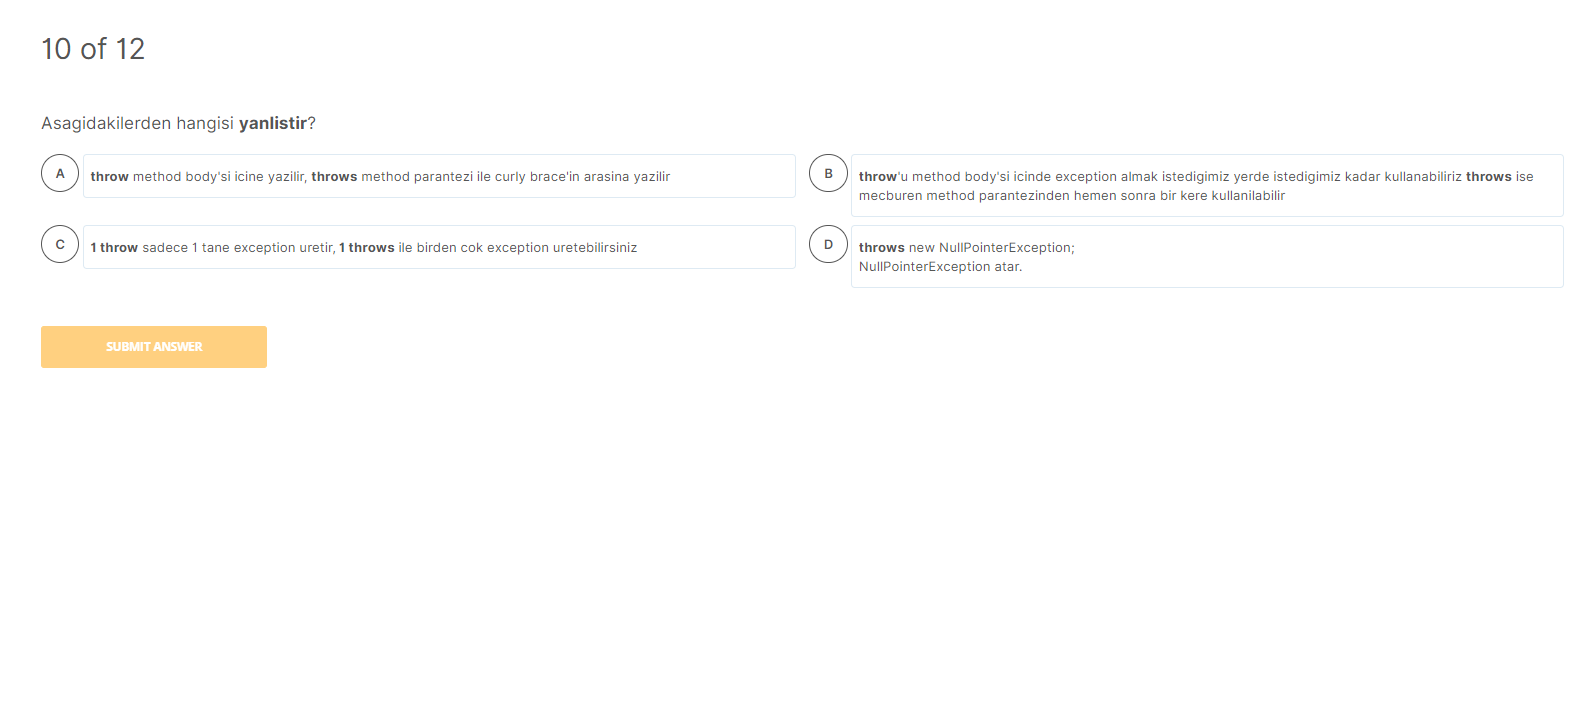 10 of 12
Asagidakilerden hangisi yanlistir?
A
throw method body'si icine yazilir, throws method parantezi ile curly brace'in arasina yazilir
B
throw'u method body'si icinde exception almak istedigimiz yerde istedigimiz kadar kullanabiliriz throws ise
mecburen method parantezinden hemen sonra bir kere kullanilabilir
C
1 throw sadece 1 tane exception uretir, 1 throws ile birden cok exception uretebilirsiniz
D
throws new NullPointerException;
NullPointerException atar.
SUBMIT ANSWER